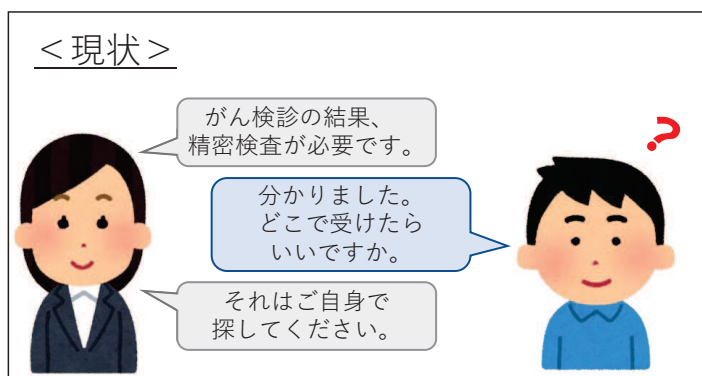 ＜現状＞
がん検診の結果、
精密検査が必要です。
?
分かりました。
どこで受けたら
いいですか。
それはご自身で
探してください。